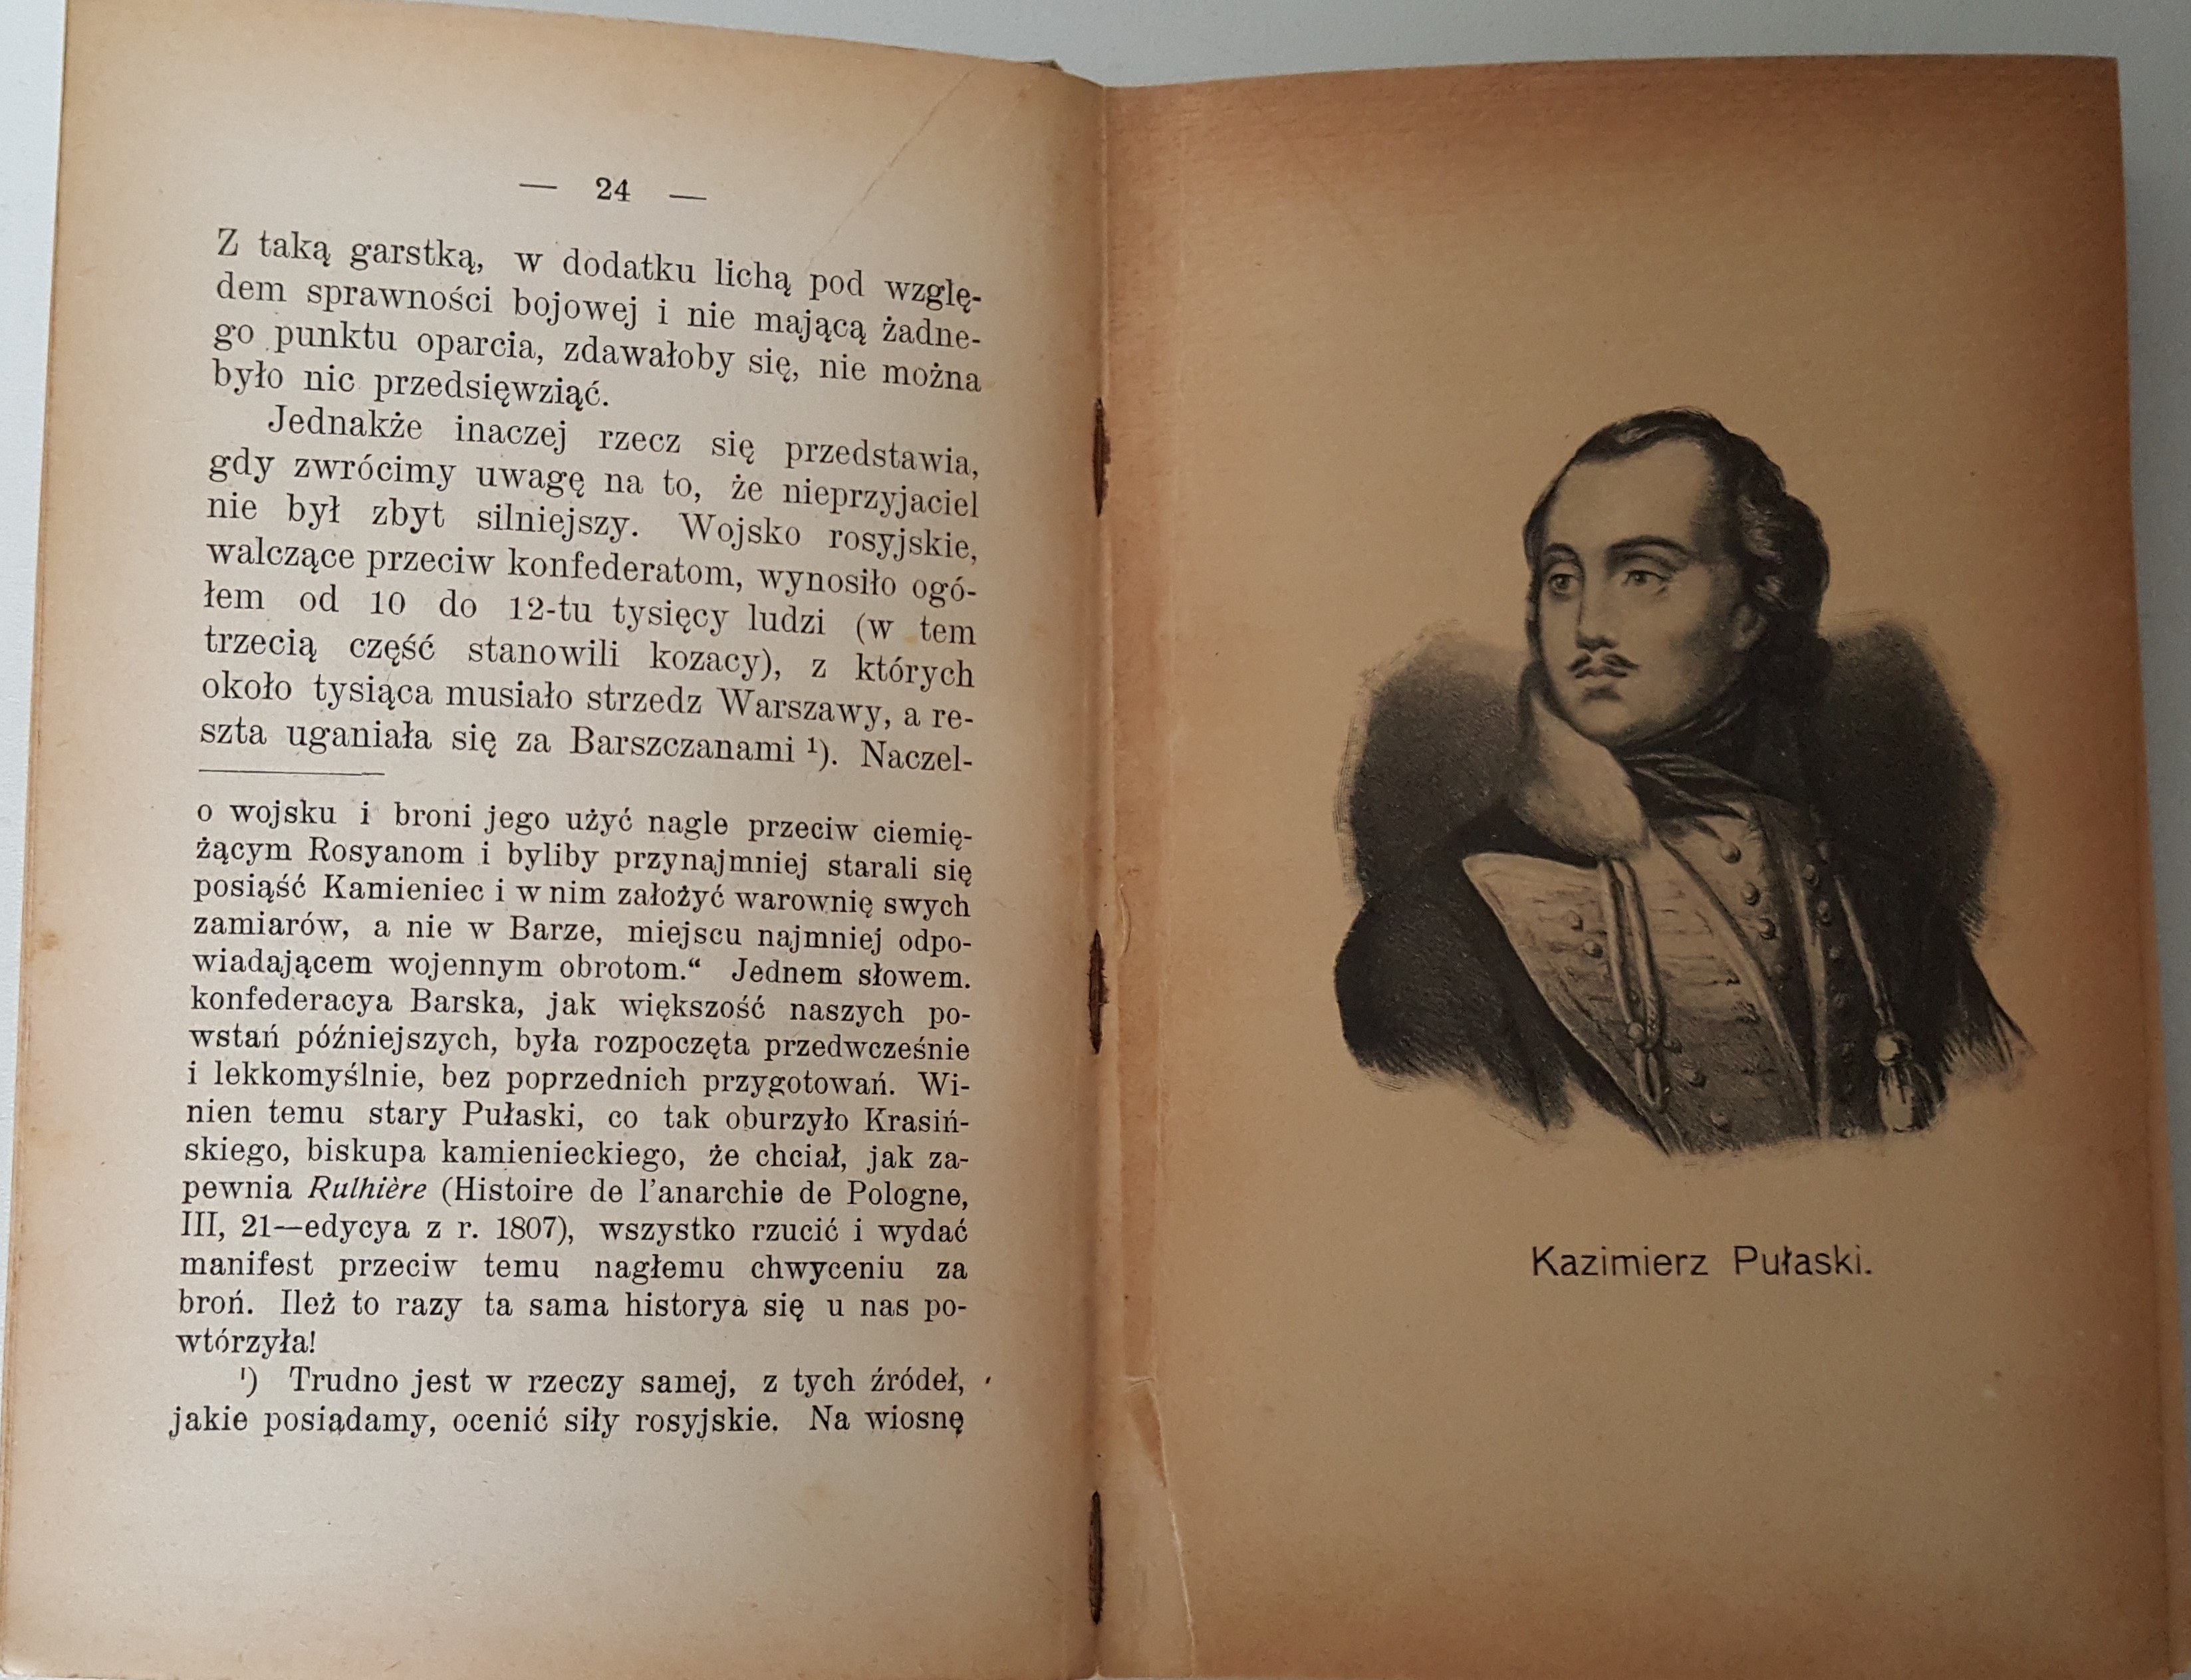 — 24 —
Z taką garstką, w dodatku lichą pod wzglę-
dem sprawności bojowej i nie mającą żadne-
go punktu oparcia, zdawałoby się, nie można
było nic przedsięwziąć.
Jednakże inaczej rzecz się przedstawia,
gdy zwrócimy uwagę na to, że nieprzyjaciel
nie był zbyt silniejszy. Wojsko rosyjskie,
walczące przeciw konfederatom, wynosiło ogó-
łem od 10 do 12-tu tysięcy ludzi (w tem
trzecią część stanowili kozacy), z których
około tysiąca musiało strzedz Warszawy, a re-
szta uganiała się za Barszczanami ¹). Naczel-
o wojsku i broni jego użyć nagle przeciw ciemię-
żącym Rosyanom i byliby przynajmniej starali się
posiąść Kamieniec i w nim założyć warownię swych
zamiarów, a nie w Barze, miejscu najmniej odpo-
wiadającem wojennym obrotom.“ Jednem słowem.
konfederacya Barska, jak większość naszych po-
wstań późniejszych, była rozpoczęta przedwcześnie
i lekkomyślnie, bez poprzednich przygotowań. Wi-
nien temu stary Pułaski, co tak oburzyło Krasiń-
skiego, biskupa kamienieckiego, że chciał, jak za-
pewnia Rulhière (Histoire de l'anarchie de Pologne,
III, 21—edycya z r. 1807), wszystko rzucić i wydać
manifest przeciw temu nagłemu chwyceniu za
broń. Ileż to razy ta sama historya się u nas po-
wtórzyła!
¹) Trudno jest w rzeczy samej, z tych źródeł,
jakie posiądamy, ocenić siły rosyjskie. Na wiosnę
Kazimierz Pułaski.